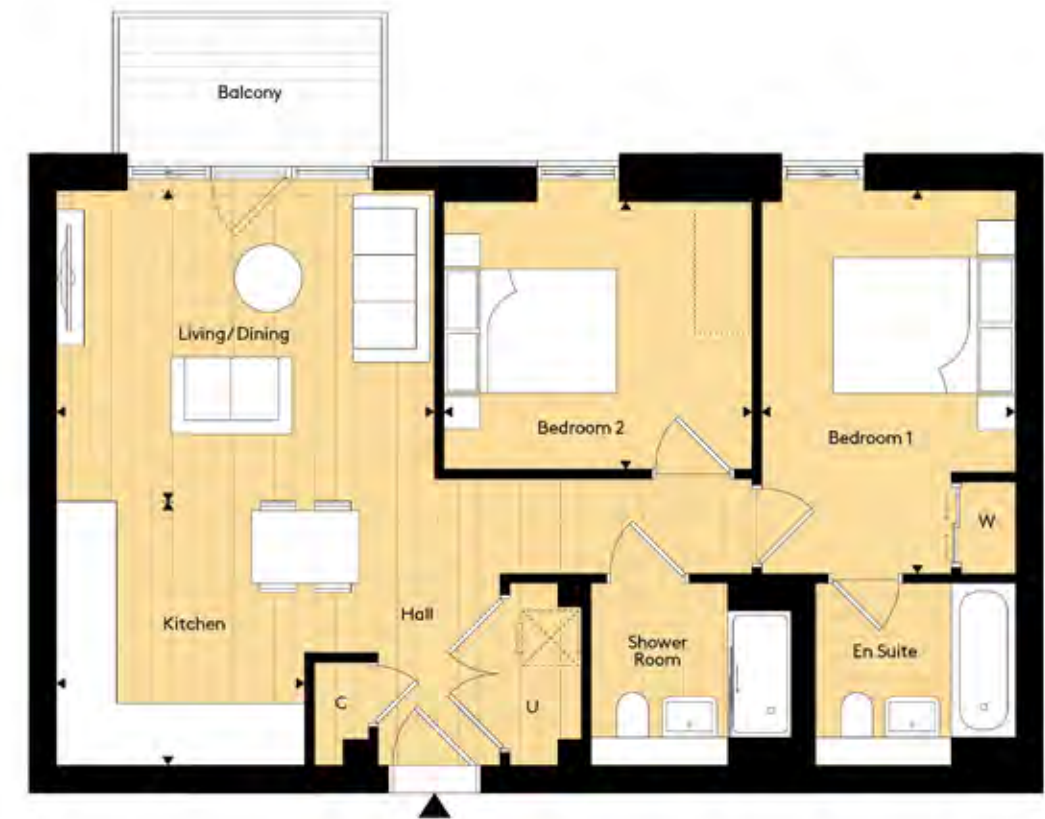 Balcony
Living/Dining
Bedroom 2
Bedroom 1
W
Kitchen
Hall
Shower
Room
En Suite
C
U